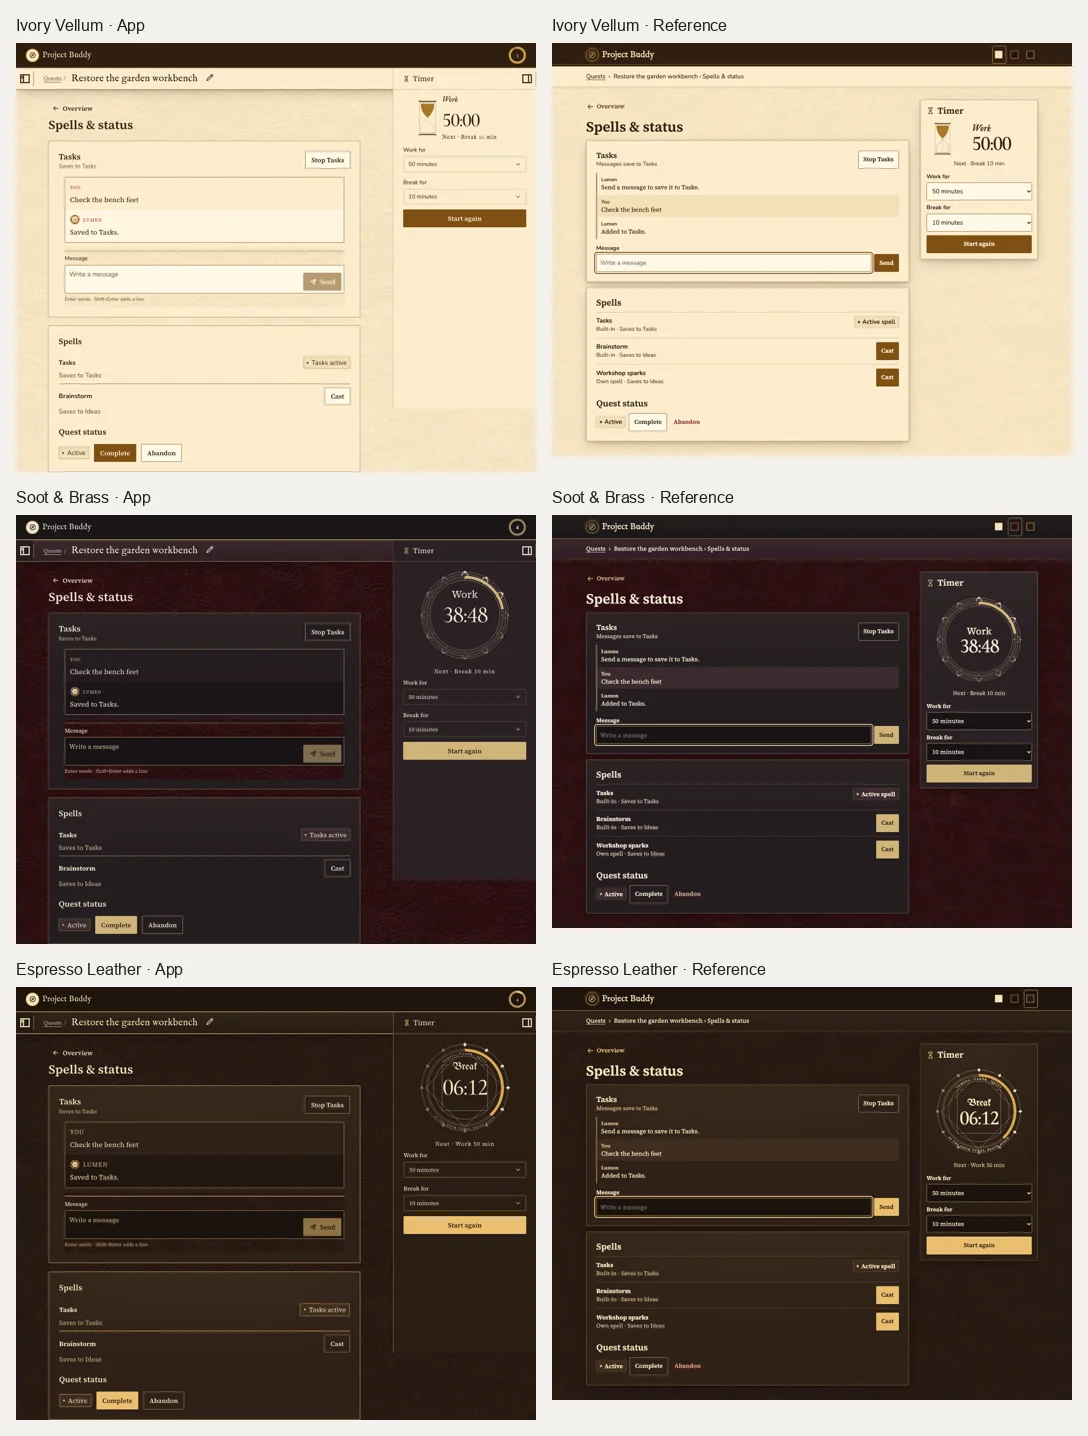 Ivory Vellum · App
Project Buddy
Quests / Restore the garden workbench
Timer
← Overview
Spells & status
Tasks
Saves to Tasks
Stop Tasks
YOU
Check the bench feet
LUMEN
Saved to Tasks.
Message
Write a message
Send
Enter sends · Shift+Enter adds a line
Spells
Tasks
Saves to Tasks
• Tasks active
Brainstorm
Saves to Ideas
Cast
Quest status
• Active
Complete
Abandon
Work
50:00
Next · Break 10 min
Work for
50 minutes
Break for
10 minutes
Start again
Ivory Vellum · Reference
Project Buddy
Quests › Restore the garden workbench › Spells & status
← Overview
Spells & status
Tasks
Messages save to Tasks
Stop Tasks
Lumen
Send a message to save it to Tasks.
You
Check the bench feet
Lumen
Added to Tasks.
Message
Write a message
Send
Spells
Tasks
Built-in · Saves to Tasks
• Active spell
Brainstorm
Built-in · Saves to Ideas
Cast
Workshop sparks
Own spell · Saves to Ideas
Cast
Quest status
• Active
Complete
Abandon
Timer
Work
50:00
Next · Break 10 min
Work for
50 minutes
Break for
10 minutes
Start again
Soot & Brass · App
Project Buddy
Quests / Restore the garden workbench
Timer
← Overview
Spells & status
Tasks
Saves to Tasks
Stop Tasks
YOU
Check the bench feet
LUMEN
Saved to Tasks.
Message
Write a message
Send
Enter sends · Shift+Enter adds a line
Spells
Tasks
Saves to Tasks
• Tasks active
Brainstorm
Saves to Ideas
Cast
Quest status
• Active
Complete
Abandon
Work
38:48
Next · Break 10 min
Work for
50 minutes
Break for
10 minutes
Start again
Soot & Brass · Reference
Project Buddy
Quests › Restore the garden workbench › Spells & status
← Overview
Spells & status
Tasks
Messages save to Tasks
Stop Tasks
Lumen
Send a message to save it to Tasks.
You
Check the bench feet
Lumen
Added to Tasks.
Message
Write a message
Send
Spells
Tasks
Built-in · Saves to Tasks
• Active spell
Brainstorm
Built-in · Saves to Ideas
Cast
Workshop sparks
Own spell · Saves to Ideas
Cast
Quest status
• Active
Complete
Abandon
Timer
Work
38:48
Next · Break 10 min
Work for
50 minutes
Break for
10 minutes
Start again
Espresso Leather · App
Project Buddy
Quests / Restore the garden workbench
Timer
← Overview
Spells & status
Tasks
Saves to Tasks
Stop Tasks
YOU
Check the bench feet
LUMEN
Saved to Tasks.
Message
Write a message
Send
Enter sends · Shift+Enter adds a line
Spells
Tasks
Saves to Tasks
• Tasks active
Brainstorm
Saves to Ideas
Cast
Quest status
• Active
Complete
Abandon
Break
06:12
Next · Work 50 min
Work for
50 minutes
Break for
10 minutes
Start again
Espresso Leather · Reference
Project Buddy
Quests › Restore the garden workbench › Spells & status
← Overview
Spells & status
Tasks
Messages save to Tasks
Stop Tasks
Lumen
Send a message to save it to Tasks.
You
Check the bench feet
Lumen
Added to Tasks.
Message
Write a message
Send
Spells
Tasks
Built-in · Saves to Tasks
• Active spell
Brainstorm
Built-in · Saves to Ideas
Cast
Workshop sparks
Own spell · Saves to Ideas
Cast
Quest status
• Active
Complete
Abandon
Timer
Break
06:12
Next · Work 50 min
Work for
50 minutes
Break for
10 minutes
Start again